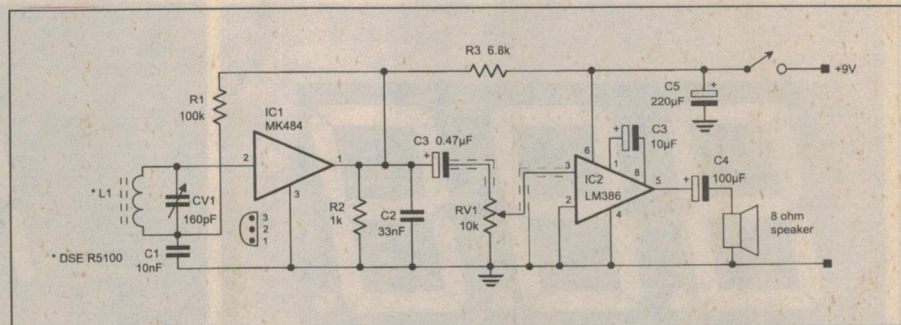 R3 6.8k
+9V
R1
100k
IC1
MK484
C5
220µF
+
2
1
3
C3 0.47µF
+
6
+
C3
10µF
1
8
3
IC2
LM386
5
2
4
C4
+
100µF
* L1
CV1
160pF
3
2
1
R2
1k
C2
33nF
RV1
10k
8 ohm
speaker
* DSE R5100
C1
10nF